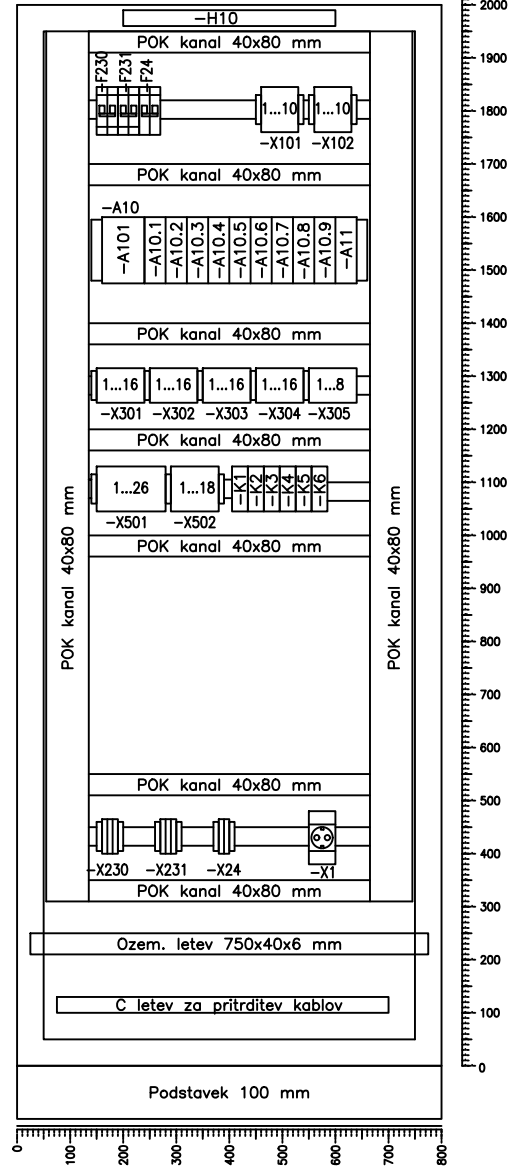 -H10
POK kanal 40x80 mm
-F230
-F231
-F24
1...10
1...10
-X101
-X102
POK kanal 40x80 mm
-A10
-A101
-A10.1
-A10.2
-A10.3
-A10.4
-A10.5
-A10.6
-A10.7
-A10.8
-A10.9
-A11
POK kanal 40x80 mm
1...16
1...16
1...16
1...16
1...8
-X301
-X302
-X303
-X304
-X305
POK kanal 40x80 mm
1...26
1...18
-K1
-K2
-K3
-K4
-K5
-K6
-X501
-X502
POK kanal 40x80 mm
POK kanal 40x80 mm
POK kanal 40x80 mm
POK kanal 40x80 mm
-X230
-X231
-X24
-X1
POK kanal 40x80 mm
Ozem. letev 750x40x6 mm
C letev za pritrditev kablov
Podstavek 100 mm
2000
1900
1800
1700
1600
1500
1400
1300
1200
1100
1000
900
800
700
600
500
400
300
200
100
0
0
100
200
300
400
500
600
700
800